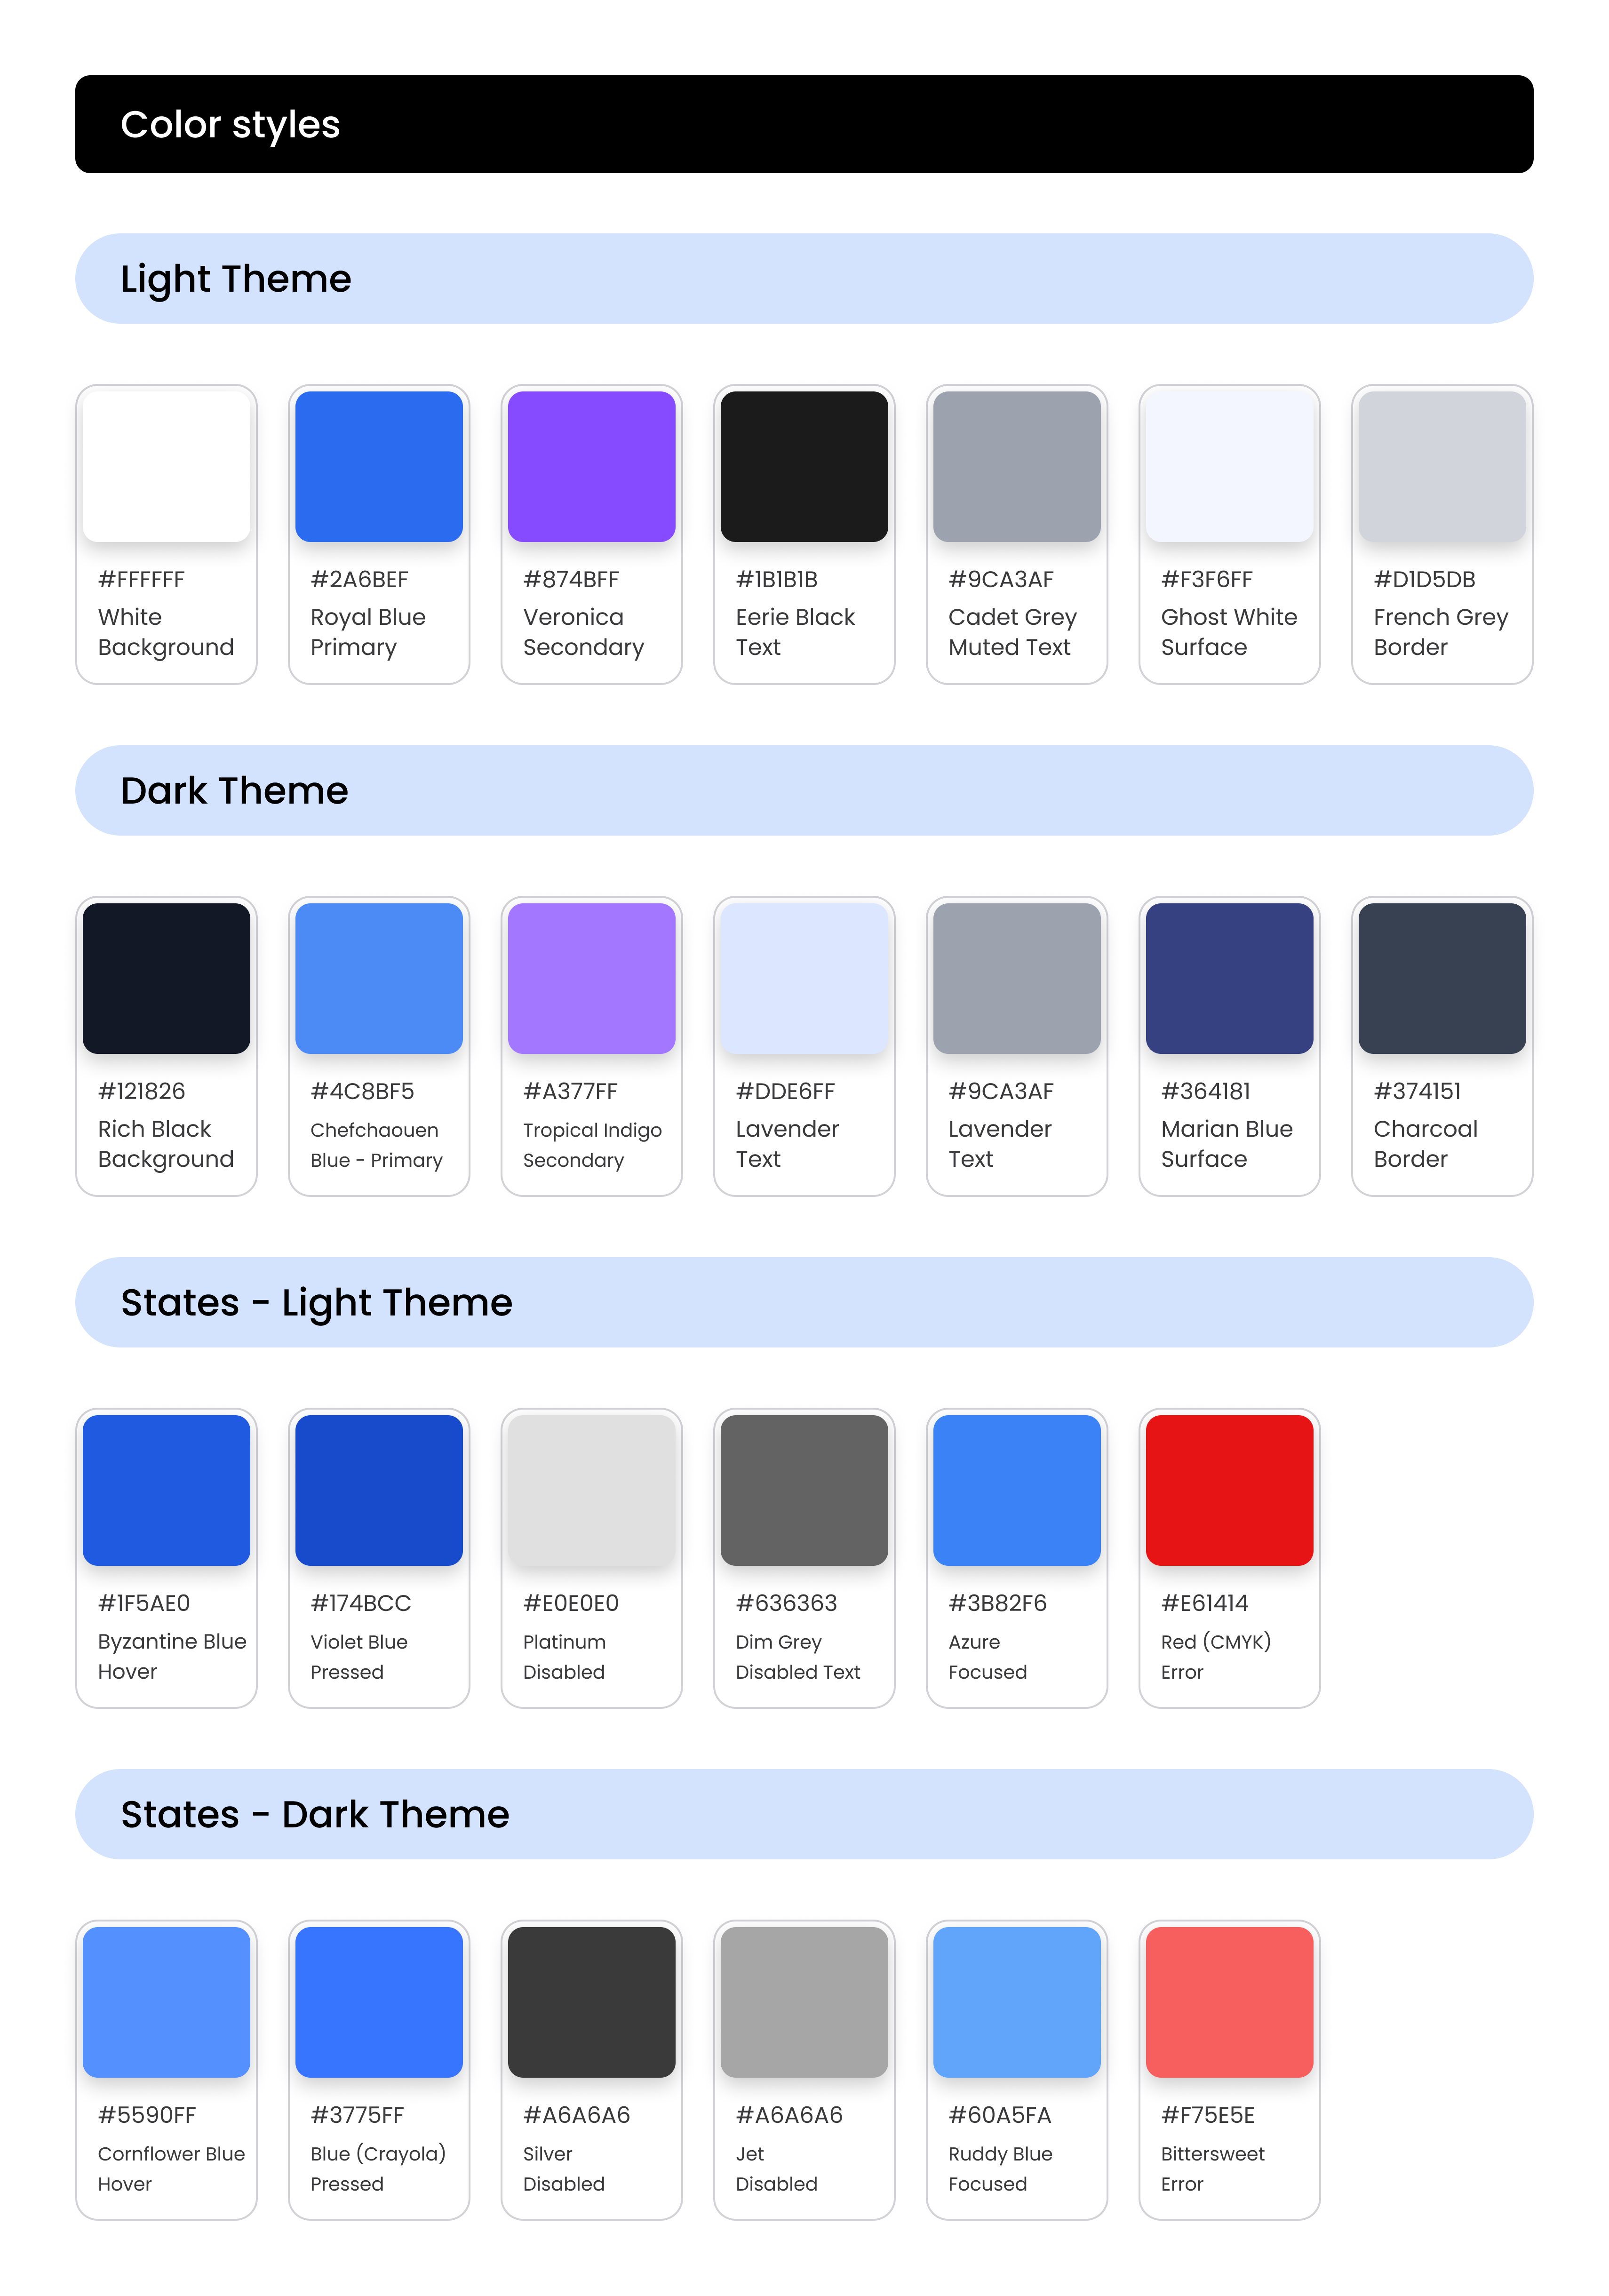 Color styles
Light Theme
#FFFFFF
White
Background
#2A6BEF
Royal Blue
Primary
#874BFF
Veronica
Secondary
#1B1B1B
Eerie Black
Text
#9CA3AF
Cadet Grey
Muted Text
#F3F6FF
Ghost White
Surface
#D1D5DB
French Grey
Border
Dark Theme
#121826
Rich Black
Background
#4C8BF5
Chefchaouen
Blue - Primary
#A377FF
Tropical Indigo
Secondary
#DDE6FF
Lavender
Text
#9CA3AF
Lavender
Text
#364181
Marian Blue
Surface
#374151
Charcoal
Border
States - Light Theme
#1F5AE0
Byzantine Blue
Hover
#174BCC
Violet Blue
Pressed
#E0E0E0
Platinum
Disabled
#636363
Dim Grey
Disabled Text
#3B82F6
Azure
Focused
#E61414
Red (CMYK)
Error
States - Dark Theme
#5590FF
Cornflower Blue
Hover
#3775FF
Blue (Crayola)
Pressed
#A6A6A6
Silver
Disabled
#A6A6A6
Jet
Disabled
#60A5FA
Ruddy Blue
Focused
#F75E5E
Bittersweet
Error